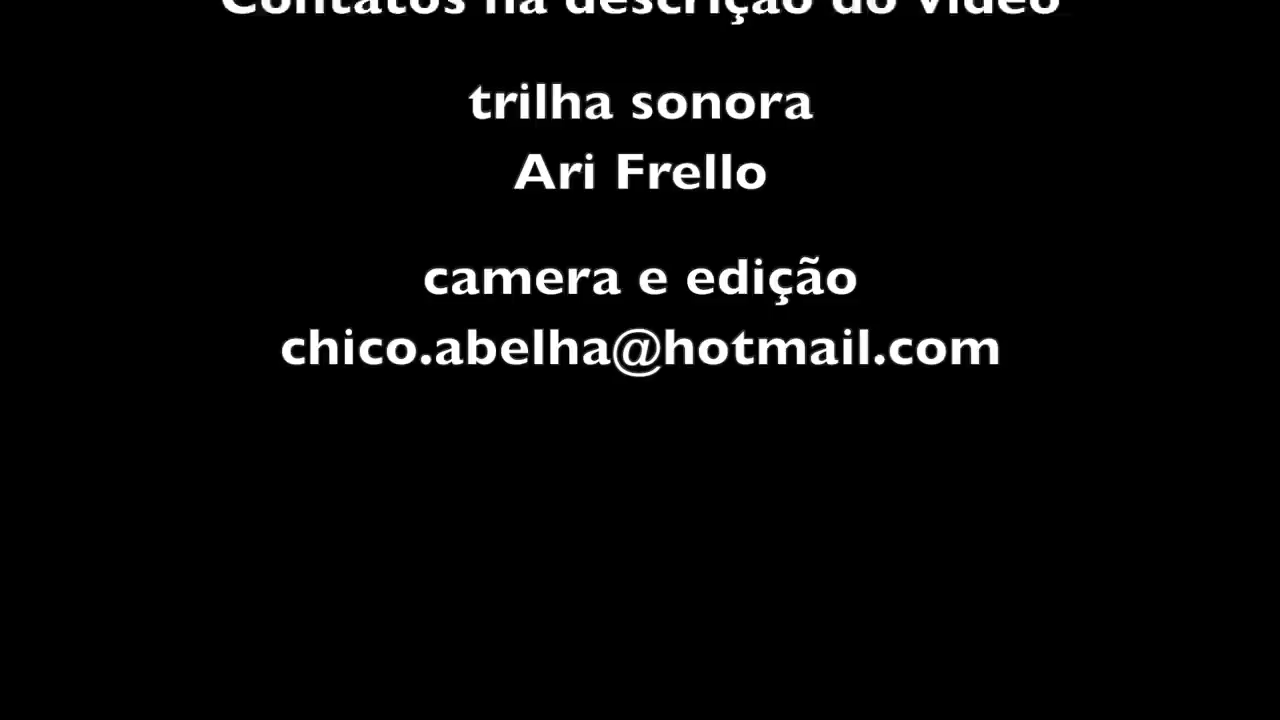 Contatos na descrição do vídeo
trilha sonora
Ari Frello
camera e edição
chico.abelha@hotmail.com